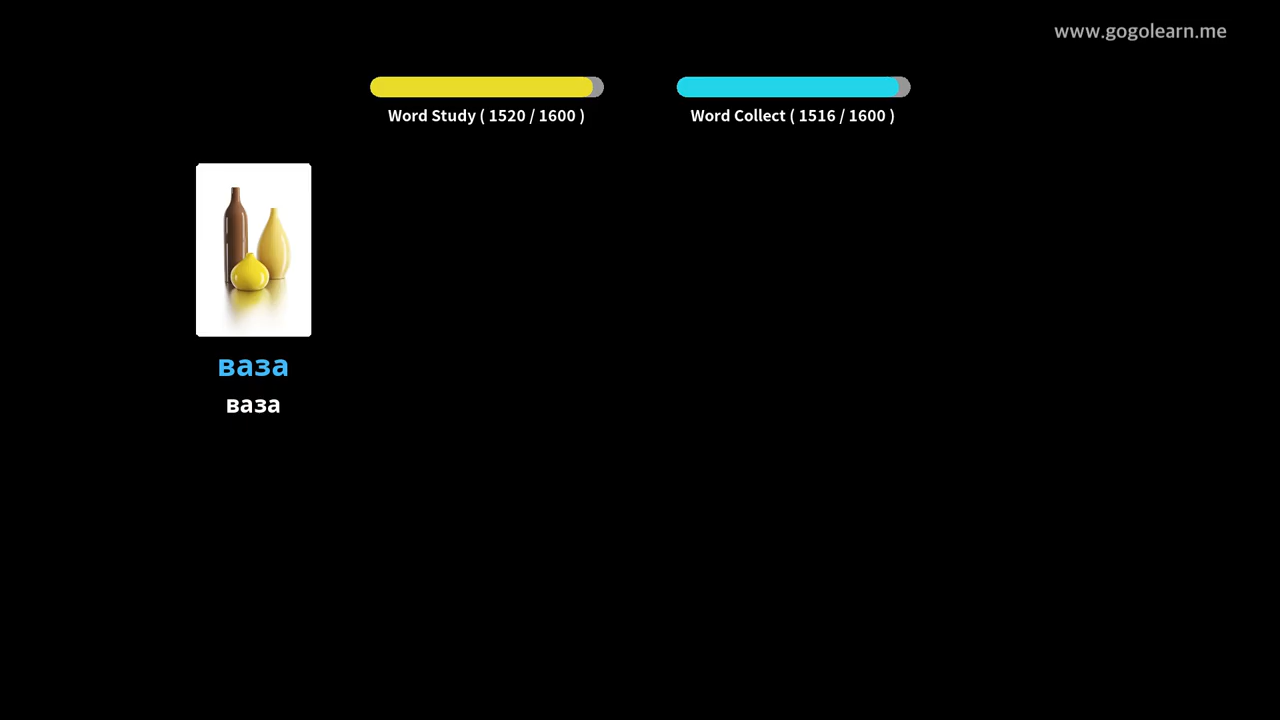 www.gogolearn.me
Word Study ( 1520 / 1600 )
Word Collect ( 1516 / 1600 )
ваза
ваза